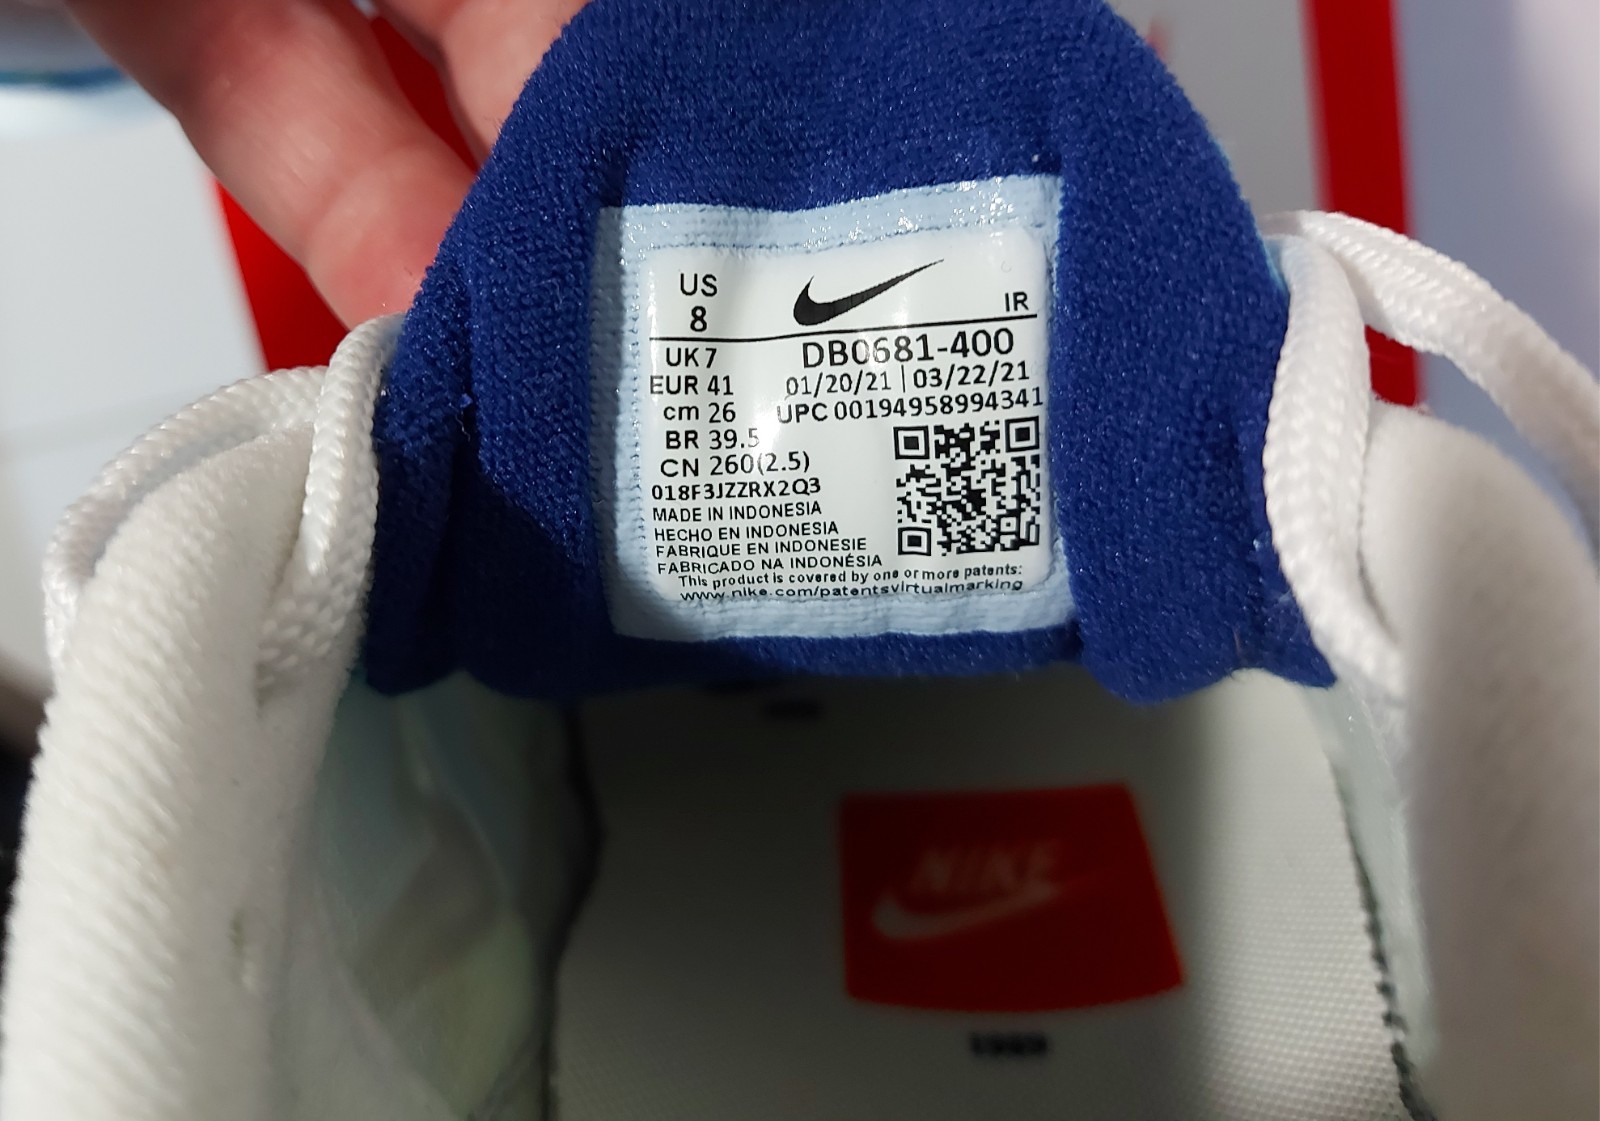 US
8
IR
UK 7
DB0681-400
EUR 41
01/20/21 | 03/22/21
cm 26
UPC 00194958994341
BR 39.5
CN 260(2.5)
018F3JZZRX2Q3
MADE IN INDONESIA
HECHO EN INDONESIA
FABRIQUE EN INDONESIE
FABRICADO NA INDONÉSIA
This product is covered by one or more patents:
www.nike.com/patentsvirtualmarking
NIKE